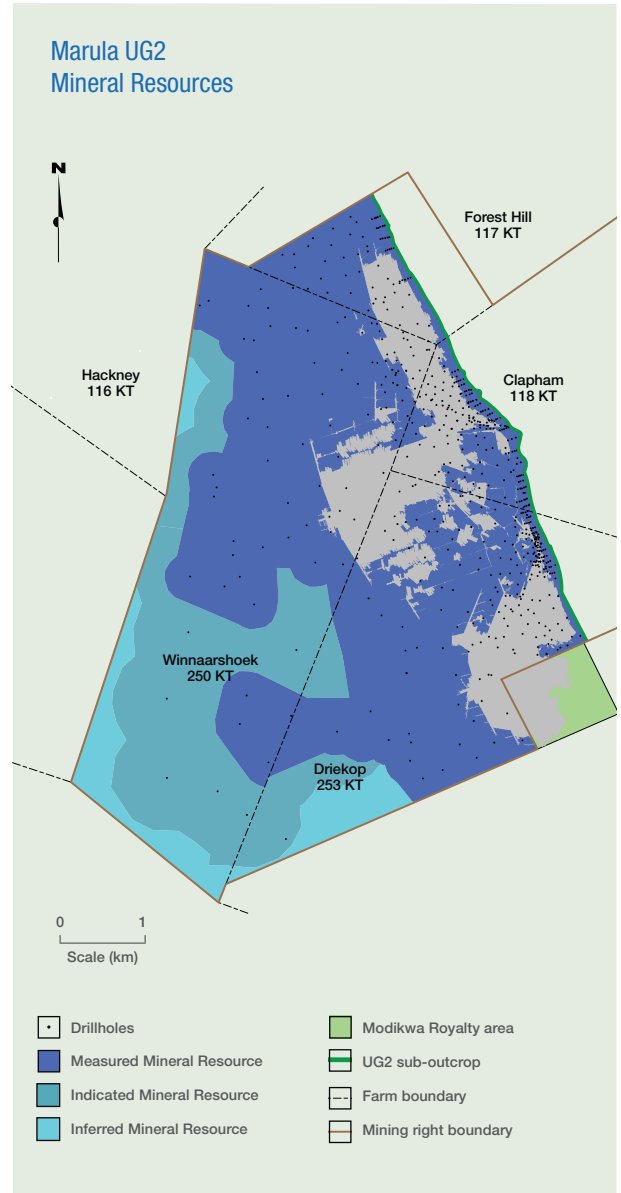 Marula UG2
Mineral Resources
N
Forest Hill
117 KT
Hackney
116 KT
Clapham
118 KT
Winnaarshoek
250 KT
Driekop
253 KT
0 1
Scale (km)
Drillholes
Measured Mineral Resource
Indicated Mineral Resource
Inferred Mineral Resource
Modikwa Royalty area
UG2 sub-outcrop
Farm boundary
Mining right boundary